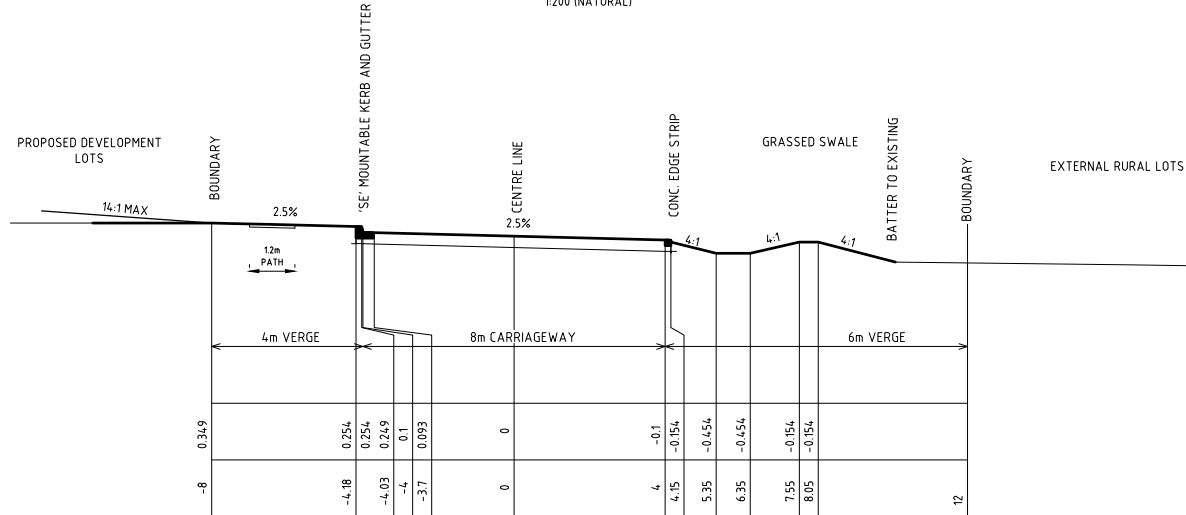 1:200 (NATURAL)
'SE' MOUNTABLE KERB AND GUTTER
PROPOSED DEVELOPMENT
LOTS
BOUNDARY
CENTRE LINE
CONC. EDGE STRIP
GRASSED SWALE
BATTER TO EXISTING
BOUNDARY
EXTERNAL RURAL LOTS
14:1 MAX
2.5%
2.5%
4:1
4:1
4:1
1.2m
PATH
4m VERGE
8m CARRIAGEWAY
6m VERGE
0.349
0.254
0.254
0.249
0.1
0.093
0
-0.1
-0.154
-0.454
-0.454
-0.154
-0.154
-8
-4.18
-4.03
-4
-3.7
0
4
4.15
5.35
6.35
7.55
8.05
12